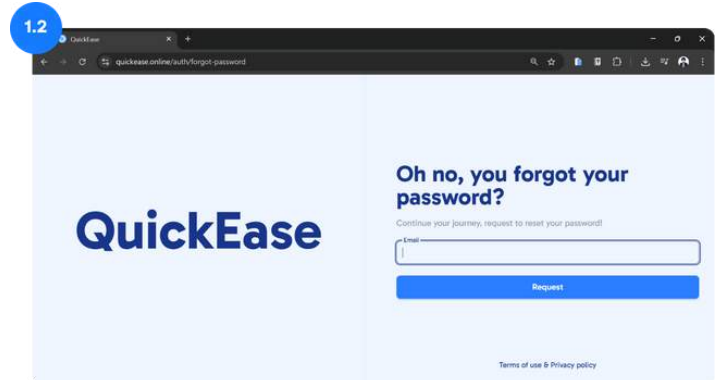 1.2
QuickEase
quickease.online/auth/forgot-password
QuickEase
Oh no, you forgot your
password?
Continue your journey, request to reset your password!
Email
Request
Terms of use & Privacy policy